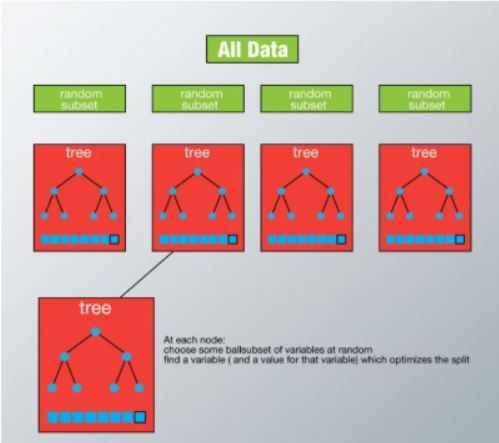 All Data
random
subset
random
subset
random
subset
random
subset
tree
tree
tree
tree
tree
At each node:
choose some ballsubset of variables at random
find a variable ( and a value for that variable) which optimizes the split